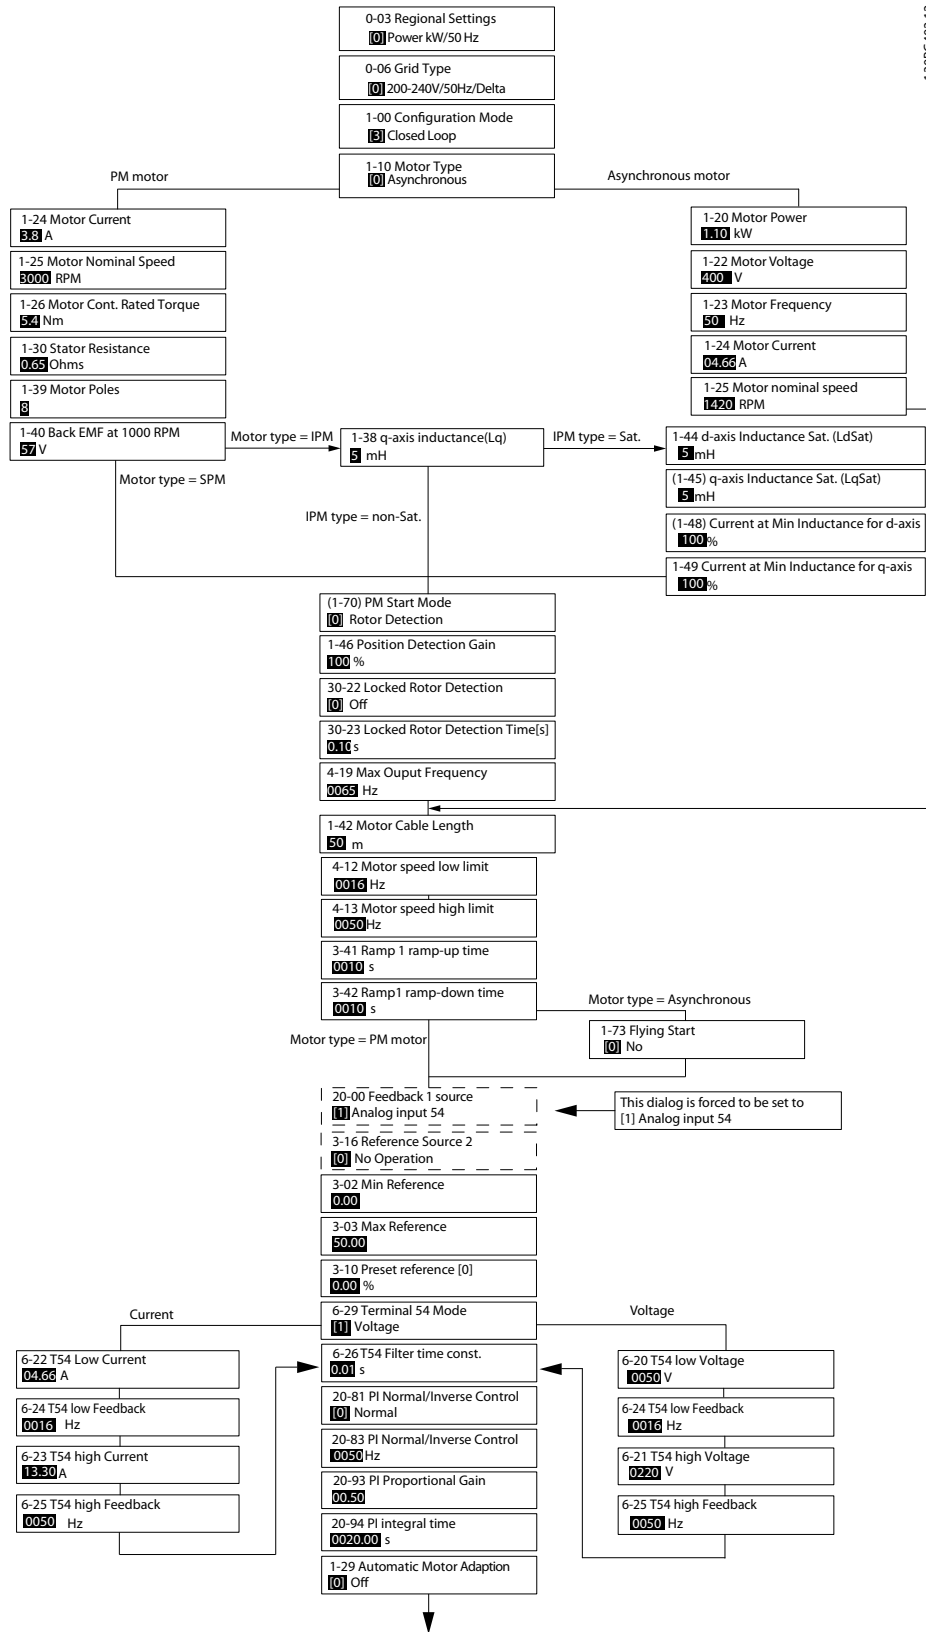 0-03 Regional Settings
[0] Power kW/50 Hz
0-06 Grid Type
[0] 200-240V/50Hz/Delta
1-00 Configuration Mode
[3] Closed Loop
1-10 Motor Type
[0] Asynchronous
PM motor
Asynchronous motor
1-24 Motor Current
3.8 A
1-25 Motor Nominal Speed
3000 RPM
1-26 Motor Cont. Rated Torque
5.4 Nm
1-30 Stator Resistance
0.65 Ohms
1-39 Motor Poles
8
1-40 Back EMF at 1000 RPM
57 V
1-20 Motor Power
1.10 kW
1-22 Motor Voltage
400 V
1-23 Motor Frequency
50 Hz
1-24 Motor Current
04.66 A
1-25 Motor nominal speed
1420 RPM
Motor type = IPM
1-38 q-axis inductance(Lq)
5 mH
IPM type = Sat.
1-44 d-axis Inductance Sat. (LdSat)
5 mH
(1-45) q-axis Inductance Sat. (LqSat)
5 mH
(1-48) Current at Min Inductance for d-axis
100 %
1-49 Current at Min Inductance for q-axis
100 %
Motor type = SPM
IPM type = non-Sat.
(1-70) PM Start Mode
[0] Rotor Detection
1-46 Position Detection Gain
100 %
30-22 Locked Rotor Detection
[0] Off
30-23 Locked Rotor Detection Time[s]
0.10 s
4-19 Max Ouput Frequency
0065 Hz
1-42 Motor Cable Length
50 m
4-12 Motor speed low limit
0016 Hz
4-13 Motor speed high limit
0050 Hz
3-41 Ramp 1 ramp-up time
0010 s
3-42 Ramp1 ramp-down time
0010 s
Motor type = Asynchronous
1-73 Flying Start
[0] No
Motor type = PM motor
20-00 Feedback 1 source
[1] Analog input 54
This dialog is forced to be set to
[1] Analog input 54
3-16 Reference Source 2
[0] No Operation
3-02 Min Reference
0.00
3-03 Max Reference
50.00
3-10 Preset reference [0]
0.00 %
6-29 Terminal 54 Mode
[1] Voltage
Current
Voltage
6-22 T54 Low Current
04.66 A
6-24 T54 low Feedback
0016 Hz
6-23 T54 high Current
13.30 A
6-25 T54 high Feedback
0050 Hz
6-26 T54 Filter time const.
0.01 s
20-81 PI Normal/Inverse Control
[0] Normal
20-83 PI Normal/Inverse Control
0050 Hz
20-93 PI Proportional Gain
00.50
20-94 PI integral time
0020.00 s
1-29 Automatic Motor Adaption
[0] Off
6-20 T54 low Voltage
0050 V
6-24 T54 low Feedback
0016 Hz
6-21 T54 high Voltage
0220 V
6-25 T54 high Feedback
0050 Hz